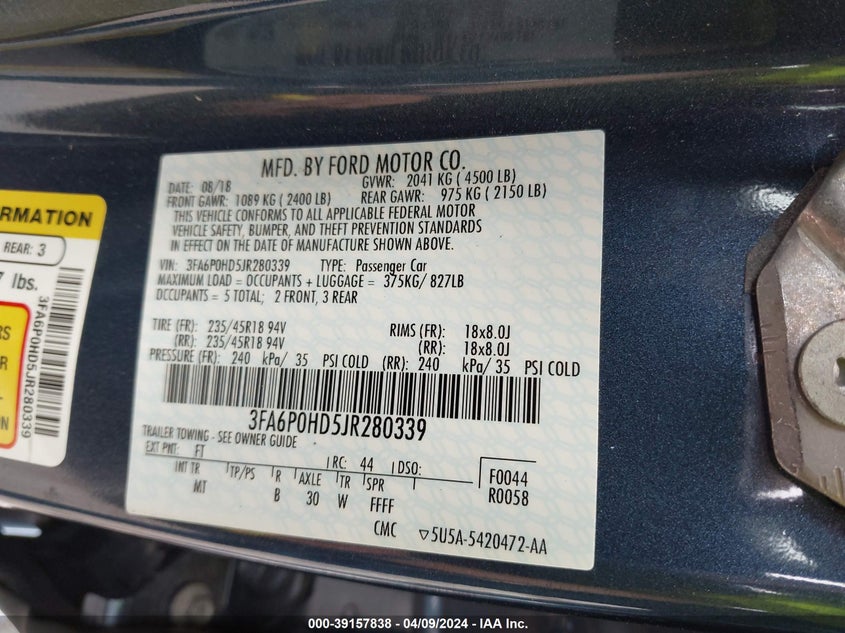 MFD. BY FORD MOTOR CO.
DATE: 08/18 GVWR: 2041 KG ( 4500 LB)
FRONT GAWR: 1089 KG ( 2400 LB) REAR GAWR: 975 KG ( 2150 LB)
THIS VEHICLE CONFORMS TO ALL APPLICABLE FEDERAL MOTOR
VEHICLE SAFETY, BUMPER, AND THEFT PREVENTION STANDARDS
IN EFFECT ON THE DATE OF MANUFACTURE SHOWN ABOVE.
VIN: 3FA6P0HD5JR280339 TYPE: Passenger Car
MAXIMUM LOAD = OCCUPANTS + LUGGAGE = 375KG/ 827LB
OCCUPANTS = 5 TOTAL; 2 FRONT, 3 REAR
TIRE (FR): 235/45R18 94V RIMS (FR): 18x8.0J
(RR): 235/45R18 94V (RR): 18x8.0J
PRESSURE (FR): 240 kPa/ 35 PSI COLD (RR): 240 kPa/ 35 PSI COLD
3FA6P0HD5JR280339
TRAILER TOWING - SEE OWNER GUIDE
EXT PNT: FT RC: 44 DSO: F0044
INT TR TP/PS R AXLE TR SPR R0058
MT B 30 W FFFF
CMC ▽5U5A-5420472-AA
REAR: 3
lbs.
3FA6P0HD5JR280339
000-39157838 - 04/09/2024 - IAA Inc.